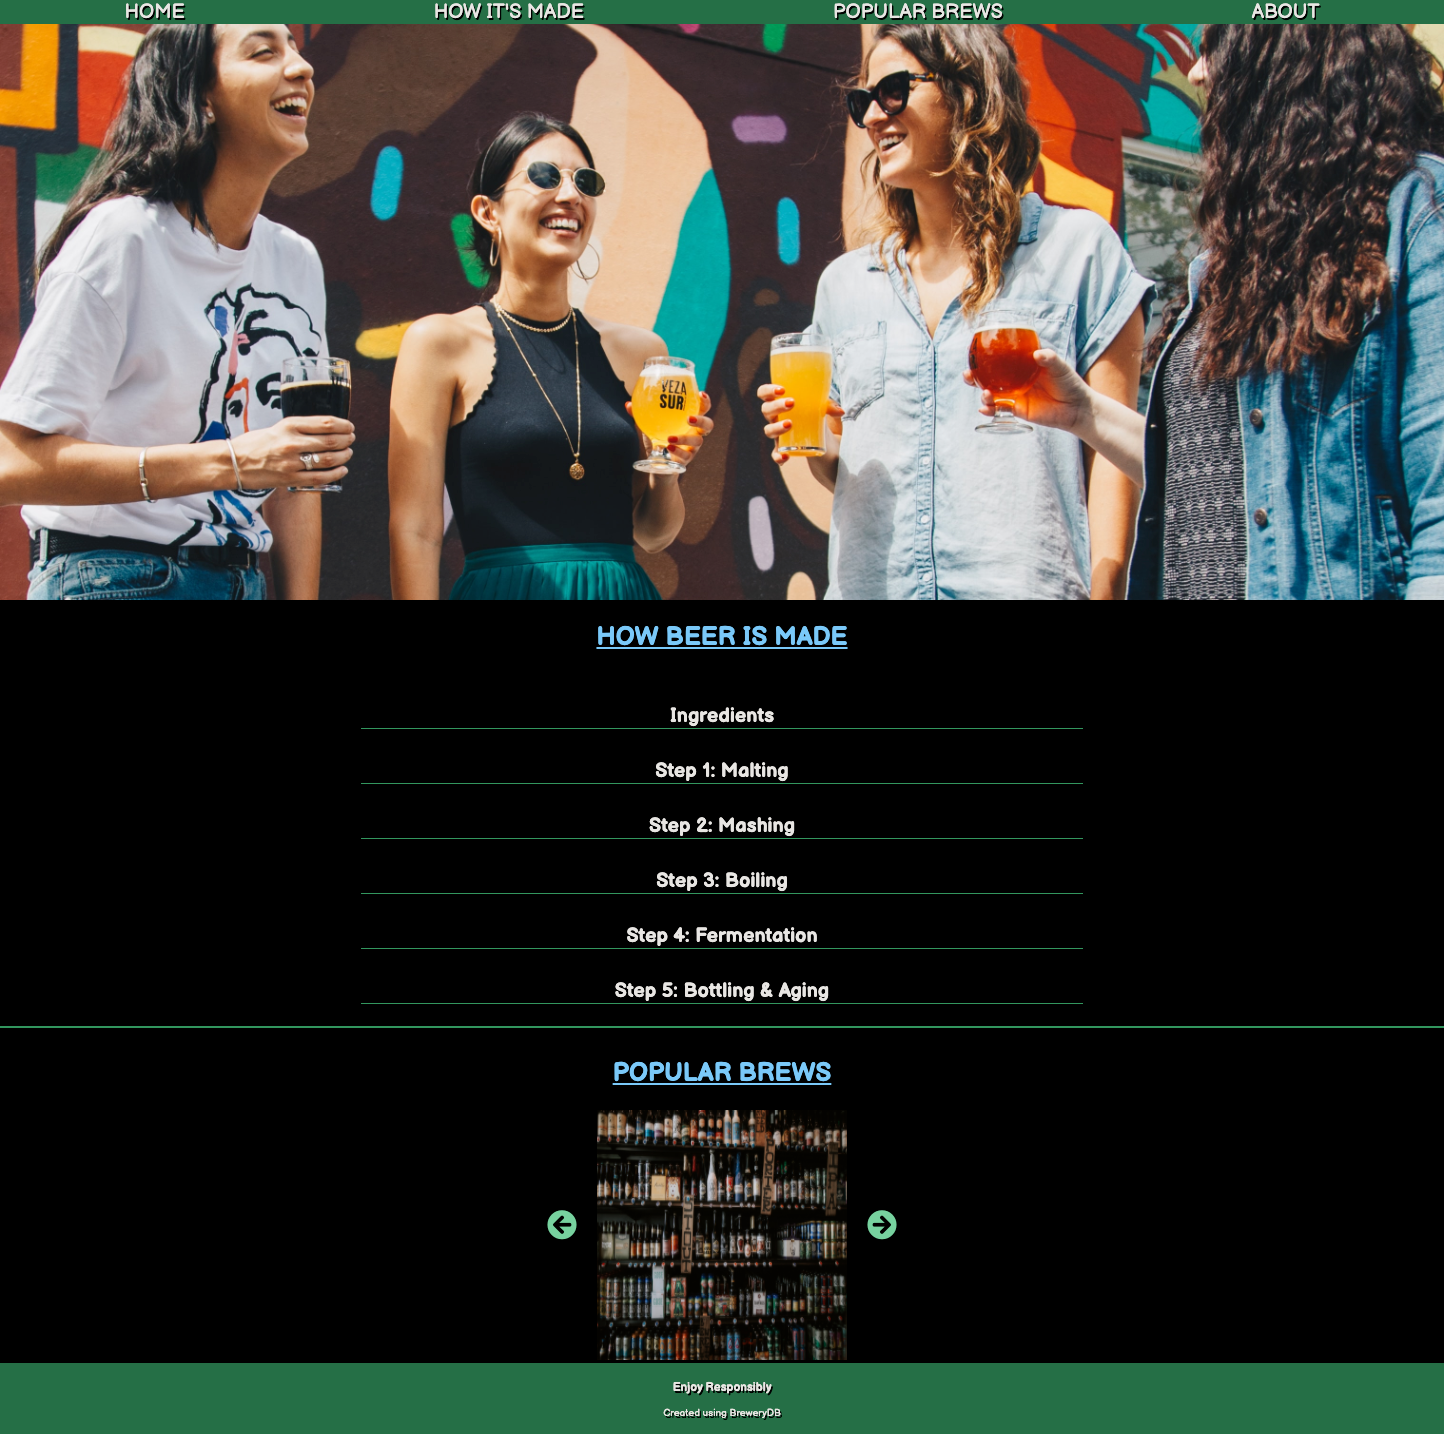 HOME HOW IT'S MADE POPULAR BREWS ABOUT
VEZA
SUR
HOW BEER IS MADE
Ingredients
Step 1: Malting
Step 2: Mashing
Step 3: Boiling
Step 4: Fermentation
Step 5: Bottling & Aging
POPULAR BREWS
Enjoy Responsibly
Created using BreweryDB